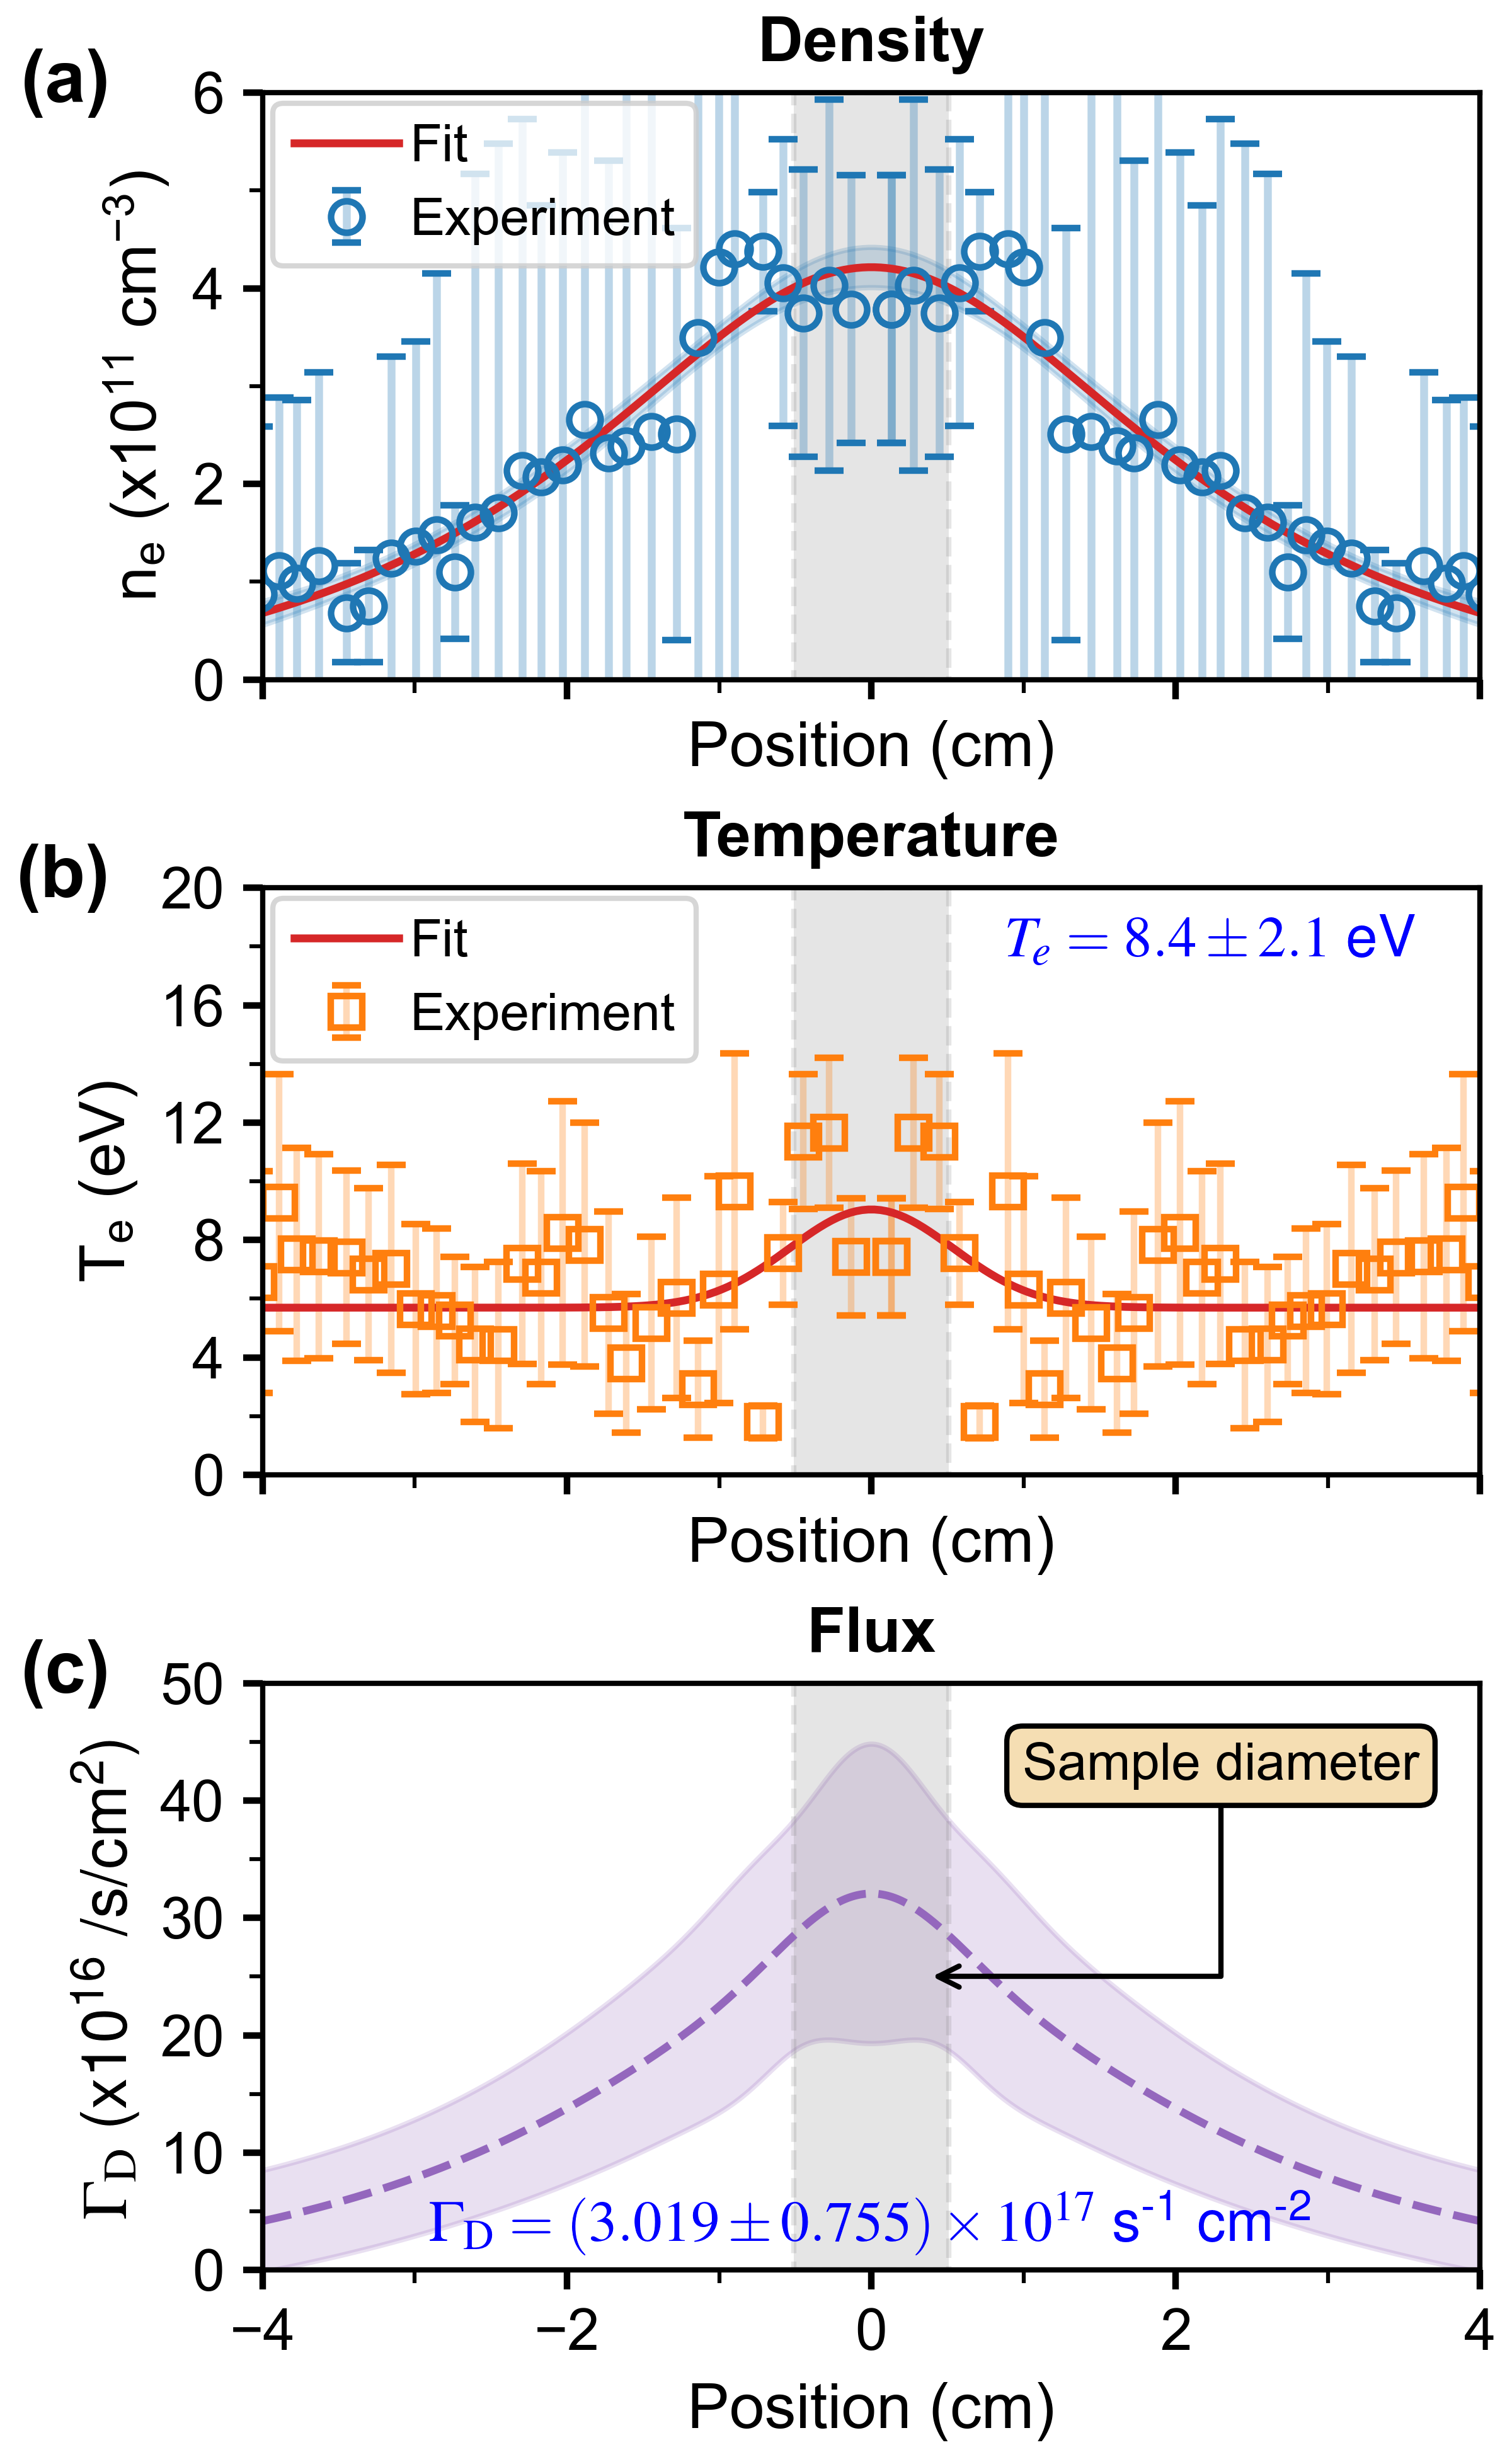 (a)
Density
6
4
2
0
nₑ (x10¹¹ cm⁻³)
Fit
Experiment
Position (cm)
(b)
Temperature
20
16
12
8
4
0
Tₑ (eV)
Fit
Experiment
Tₑ = 8.4 ± 2.1 eV
Position (cm)
(c)
Flux
50
40
30
20
10
0
Γ_D (x10¹⁶ /s/cm²)
Sample diameter
Γ_D = (3.019 ± 0.755) × 10¹⁷ s⁻¹ cm⁻²
−4 −2 0 2 4
Position (cm)